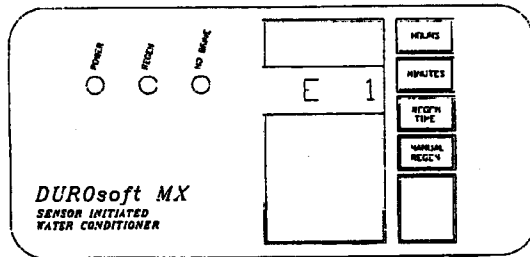 POWER
REGEN
NO BRINE
E 1
HOURS
MINUTES
REGEN
TIME
MANUAL
REGEN
DUROsoft MX
SENSOR INITIATED
WATER CONDITIONER